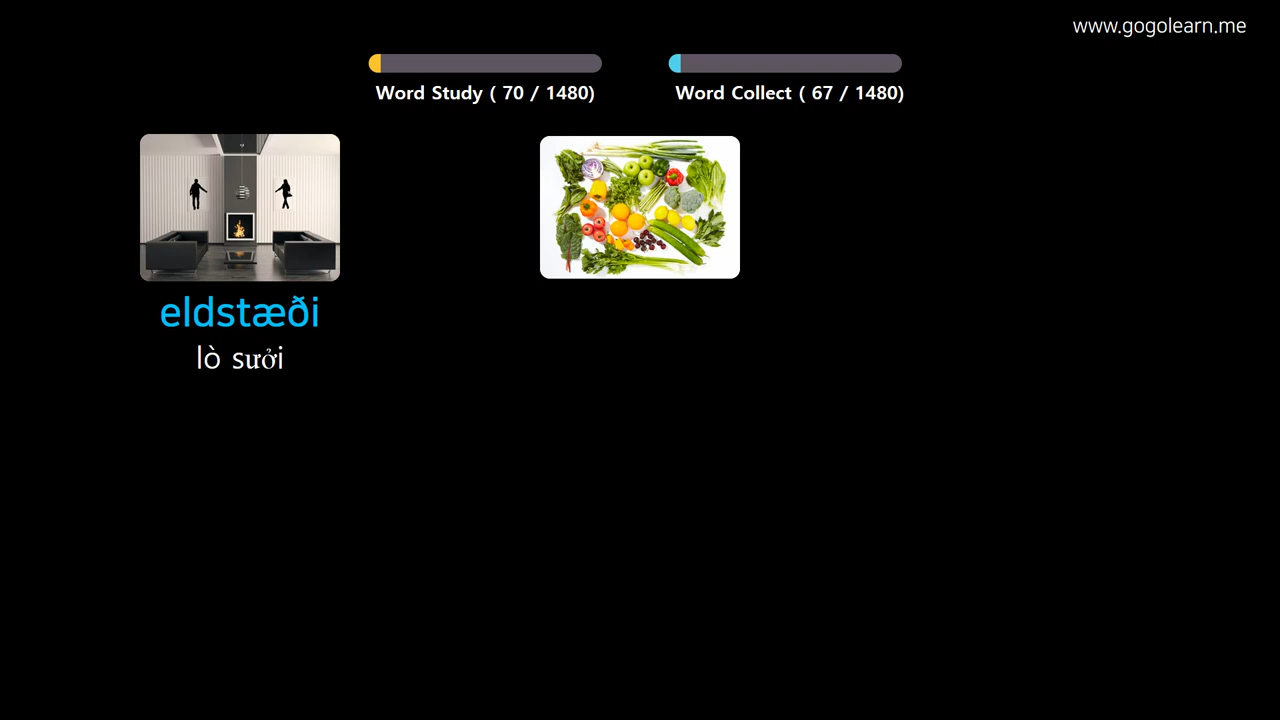 www.gogolearn.me
Word Study ( 70 / 1480)
Word Collect ( 67 / 1480)
eldstæði
lò sưởi